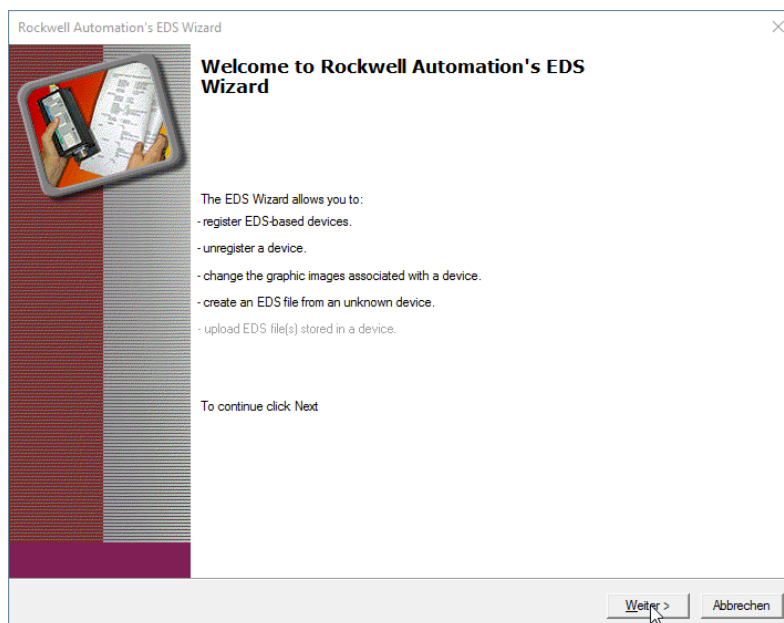 Rockwell Automation's EDS Wizard
Welcome to Rockwell Automation's EDS
Wizard
The EDS Wizard allows you to:
- register EDS-based devices.
- unregister a device.
- change the graphic images associated with a device.
- create an EDS file from an unknown device.
- upload EDS file(s) stored in a device.
To continue click Next
Weiter >
Abbrechen